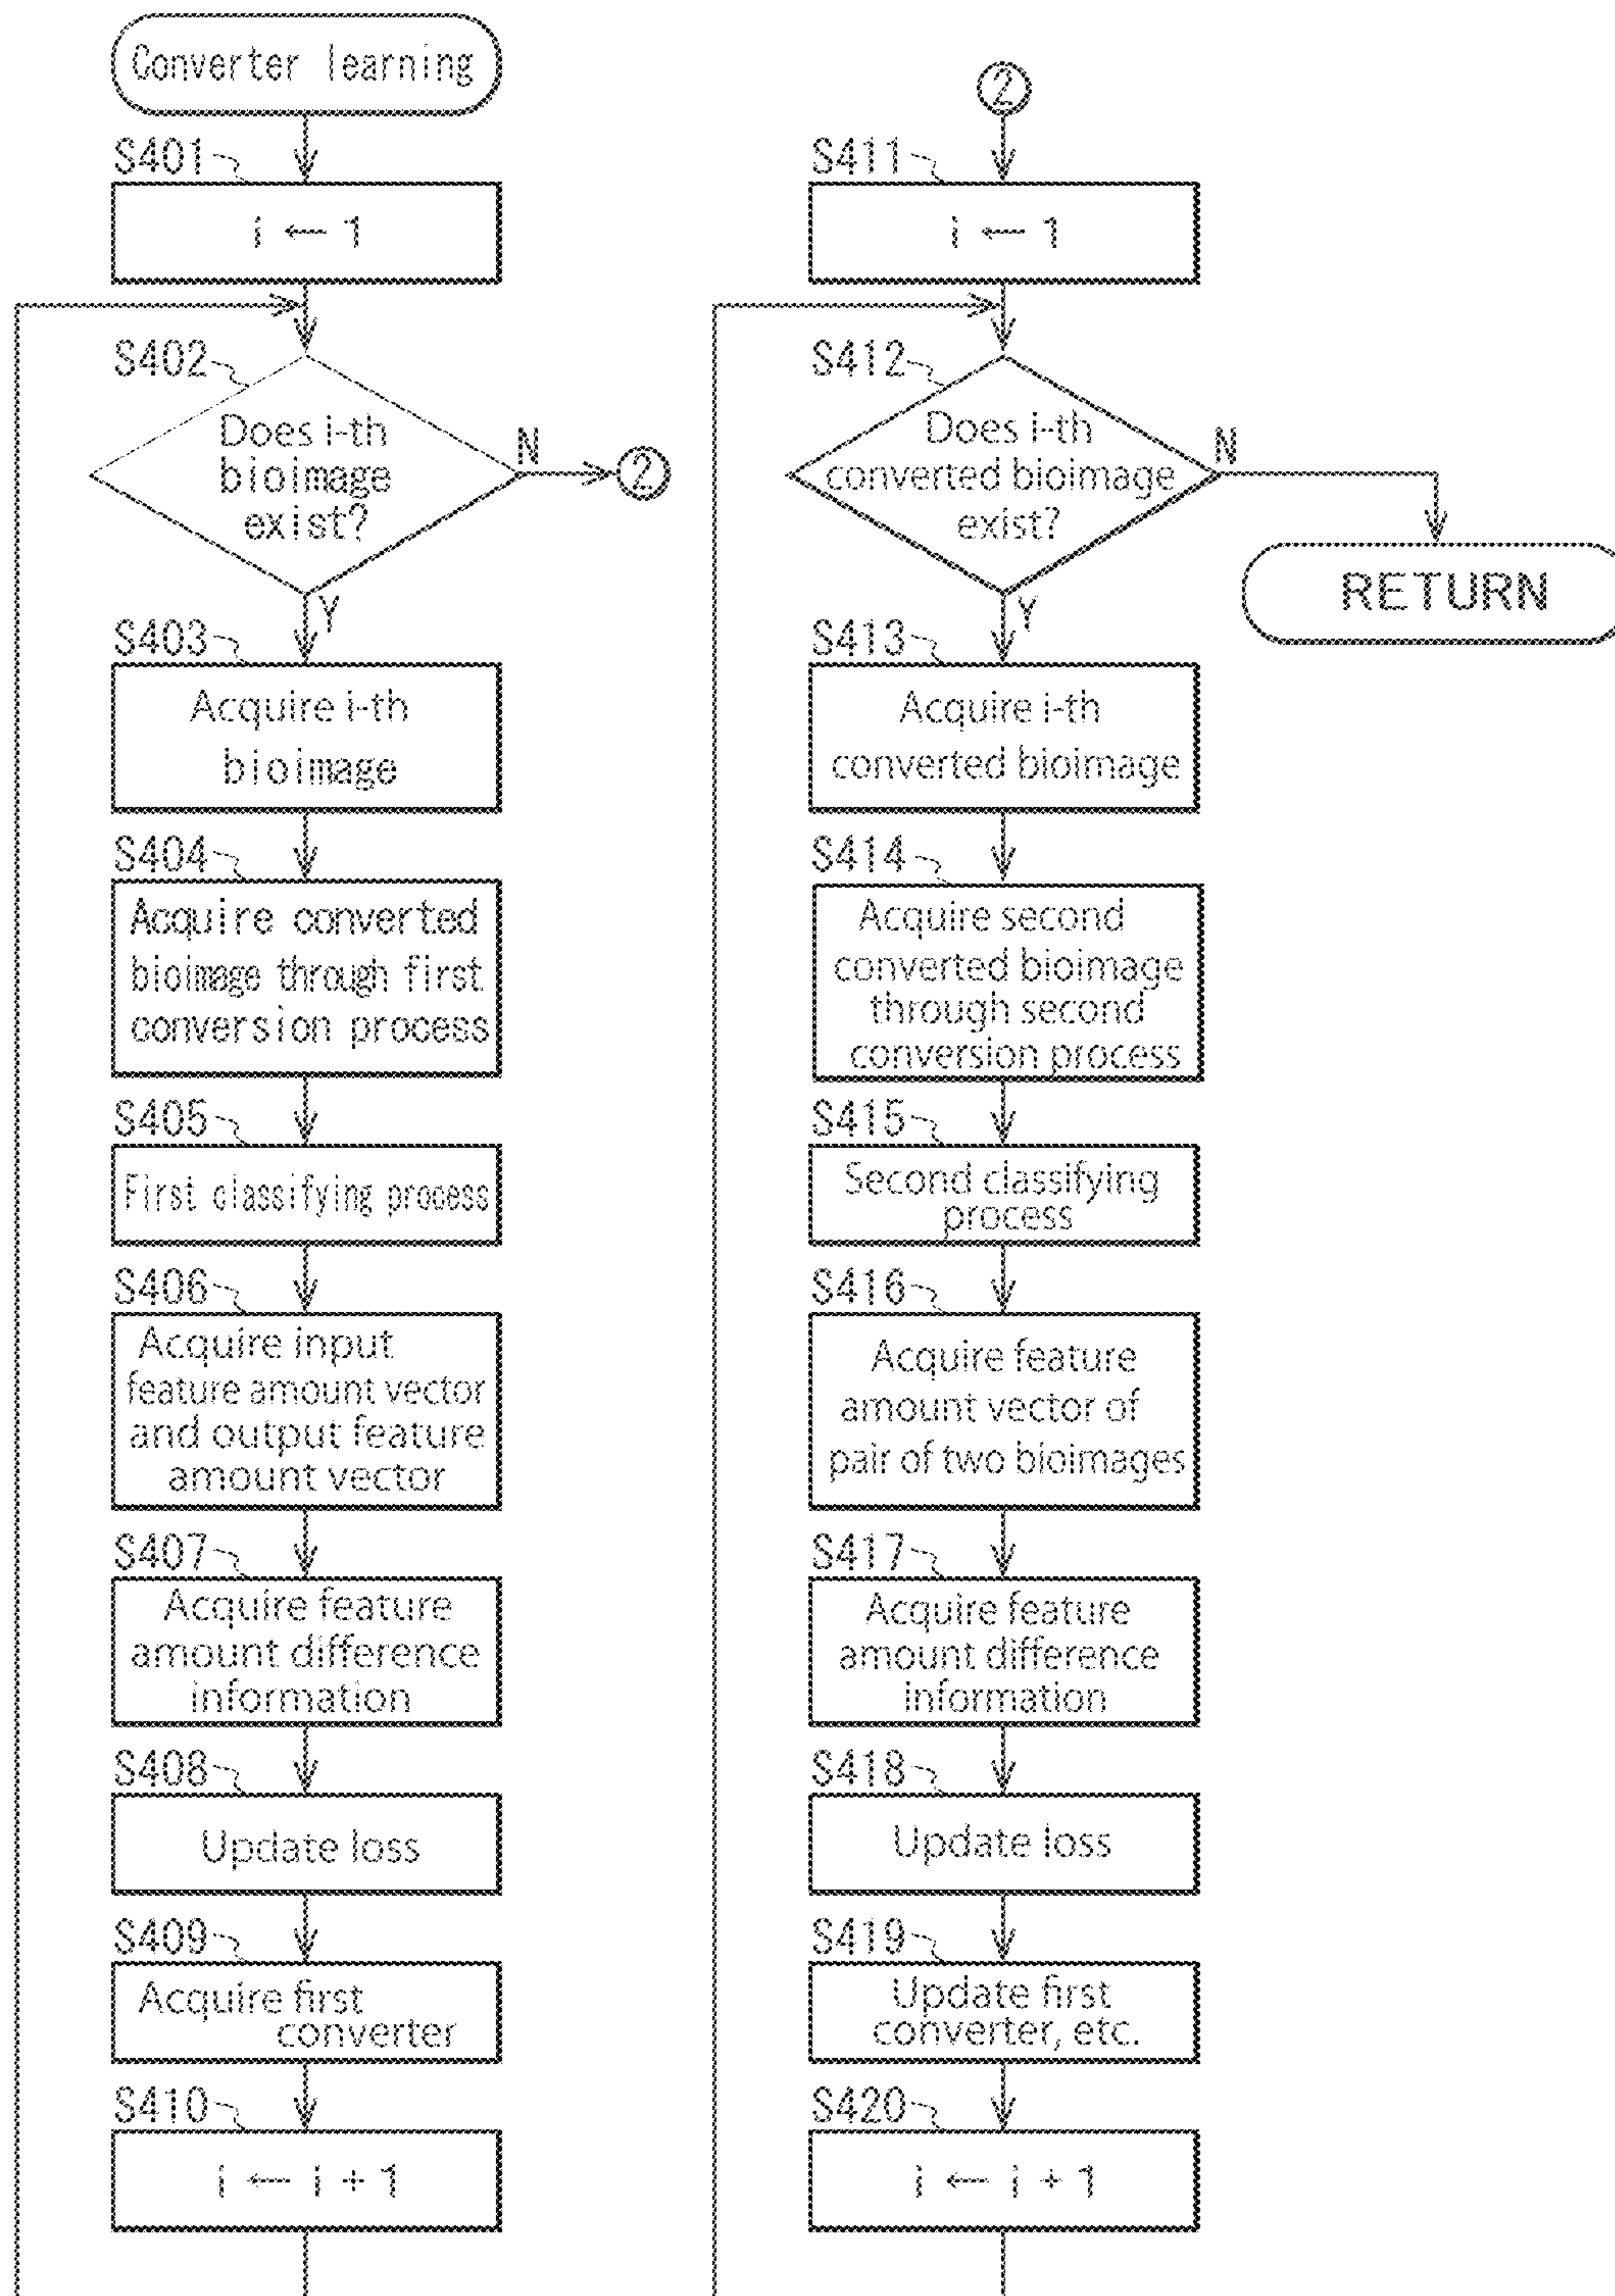 Converter learning
S401
i ← 1
S402
Does i-th
bioimage
exist?
N
2
Y
S403
Acquire i-th
bioimage
S404
Acquire converted
bioimage through first
conversion process
S405
First classifying process
S406
Acquire input
feature amount vector
and output feature
amount vector
S407
Acquire feature
amount difference
information
S408
Update loss
S409
Acquire first
converter
S410
i ← i + 1
2
S411
i ← 1
S412
Does i-th
converted bioimage
exist?
N
RETURN
Y
S413
Acquire i-th
converted bioimage
S414
Acquire second
converted bioimage
through second
conversion process
S415
Second classifying
process
S416
Acquire feature
amount vector of
pair of two bioimages
S417
Acquire feature
amount difference
information
S418
Update loss
S419
Update first
converter, etc.
S420
i ← i + 1